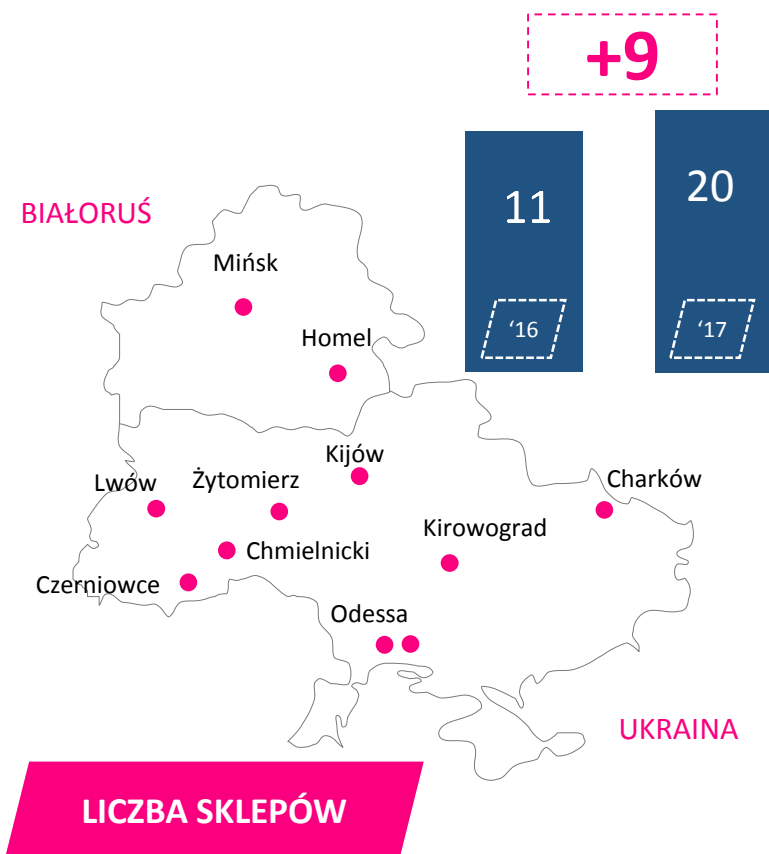 +9
11
20
‘16
‘17
BIAŁORUŚ
Mińsk
Homel
Kijów
Lwów
Żytomierz
Charków
Kirowograd
Chmielnicki
Czerniowce
Odessa
UKRAINA
LICZBA SKLEPÓW